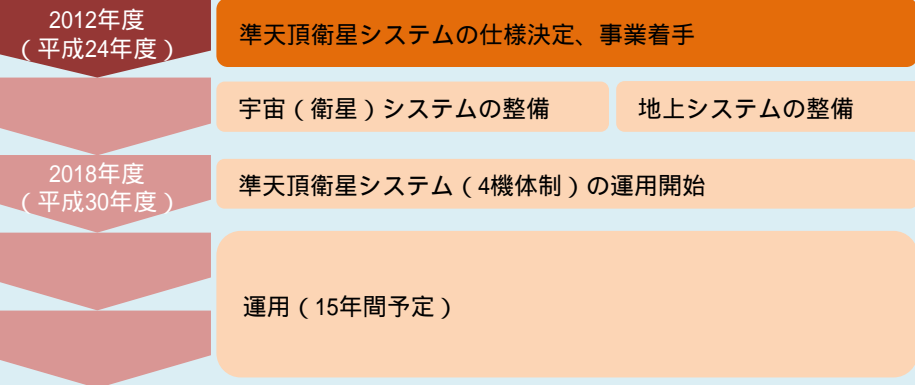 2012年度
(平成24年度)
準天頂衛星システムの仕様決定、事業着手
宇宙(衛星)システムの整備
地上システムの整備
2018年度
(平成30年度)
準天頂衛星システム(4機体制)の運用開始
運用(15年間予定)